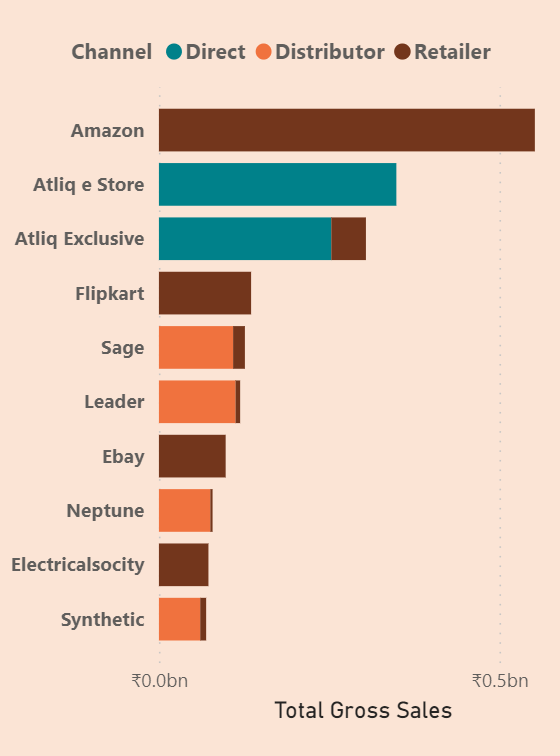 Channel Direct Distributor Retailer
Amazon
Atliq e Store
Atliq Exclusive
Flipkart
Sage
Leader
Ebay
Neptune
Electricalsocity
Synthetic
₹0.0bn ₹0.5bn
Total Gross Sales